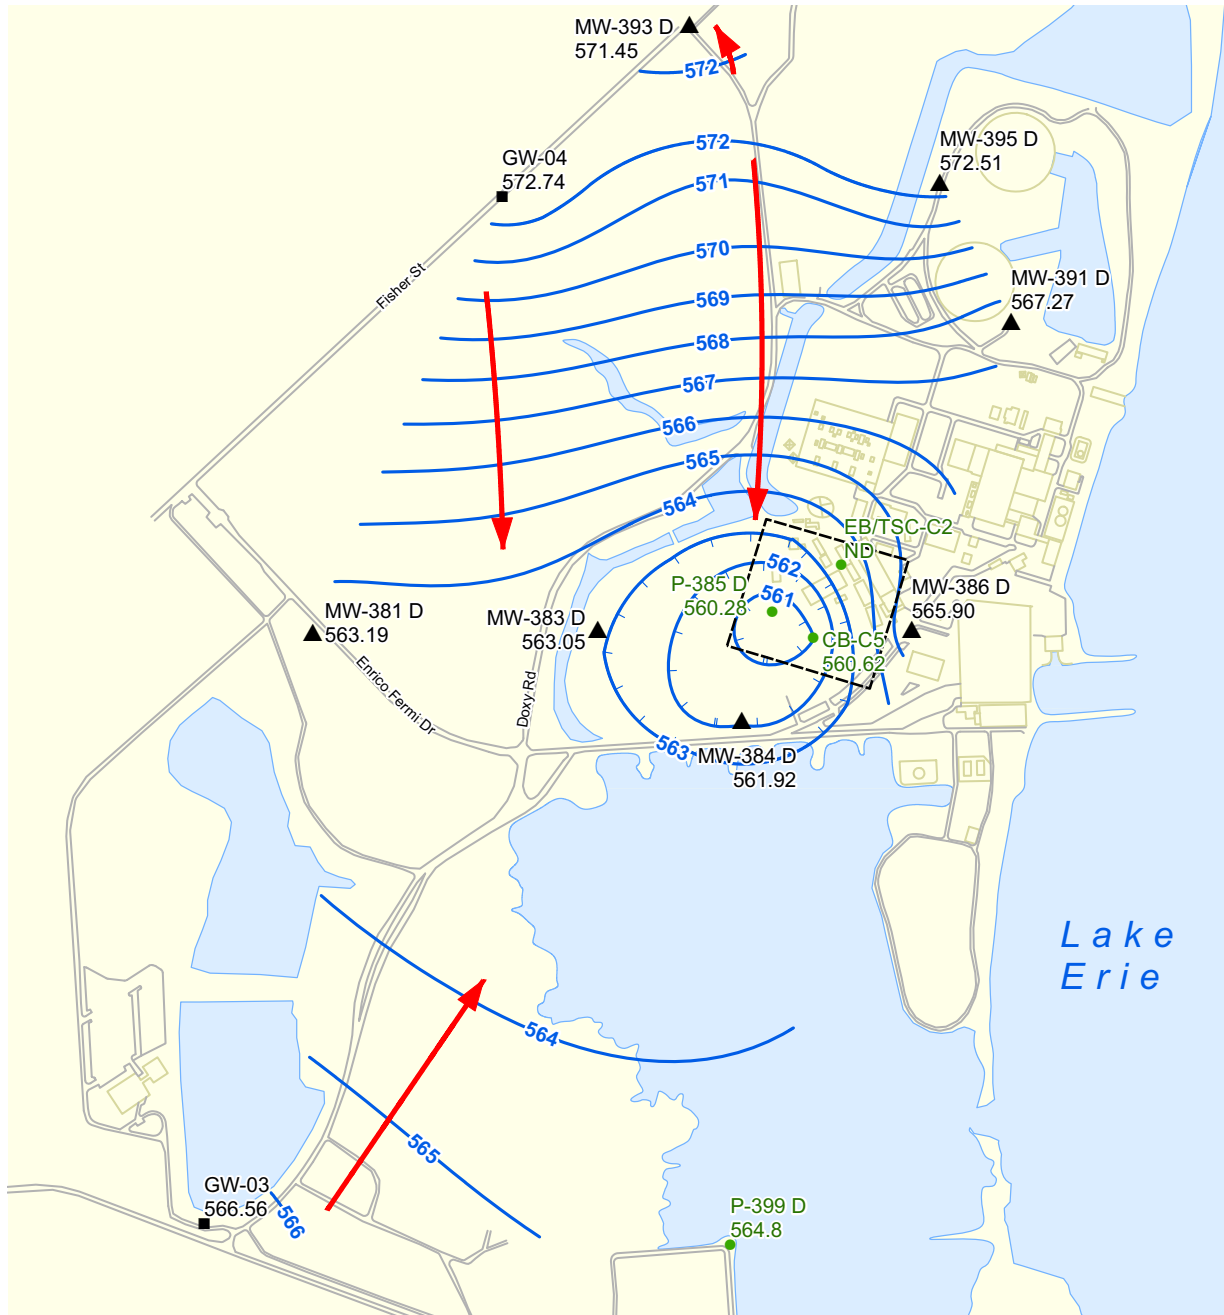 MW-393 D
571.45
572
572
MW-395 D
572.51
GW-04
572.74
571
570
Fisher St
MW-391 D
567.27
569
568
567
566
565
564
EB/TSC-C2
ND
562
P-385 D
560.28
561
MW-386 D
565.90
MW-381 D
563.19
MW-383 D
563.05
CB-C5
560.62
Enrico Fermi Dr
Doxy Rd
563
MW-384 D
561.92
Lake
Erie
564
565
GW-03
566.56
566
P-399 D
564.8